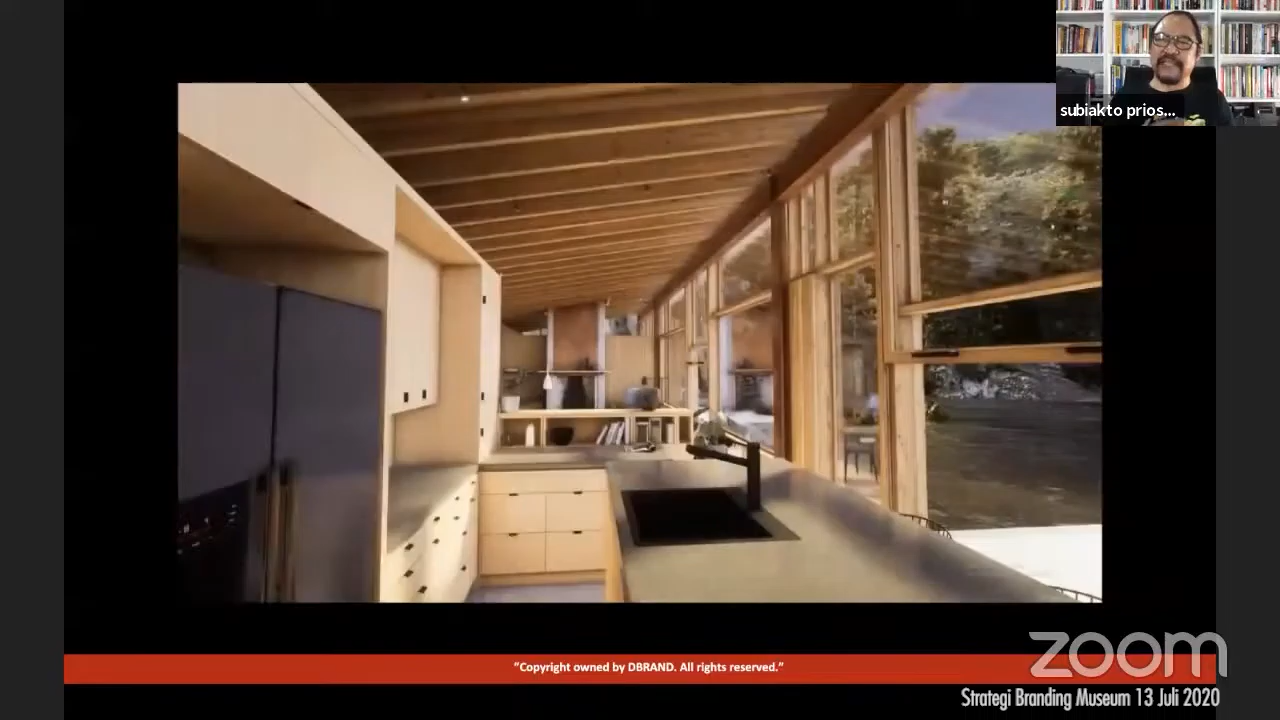 subiakto prios...
"Copyright owned by DBRAND. All rights reserved."
zoom
Strategi Branding Museum 13 Juli 2020